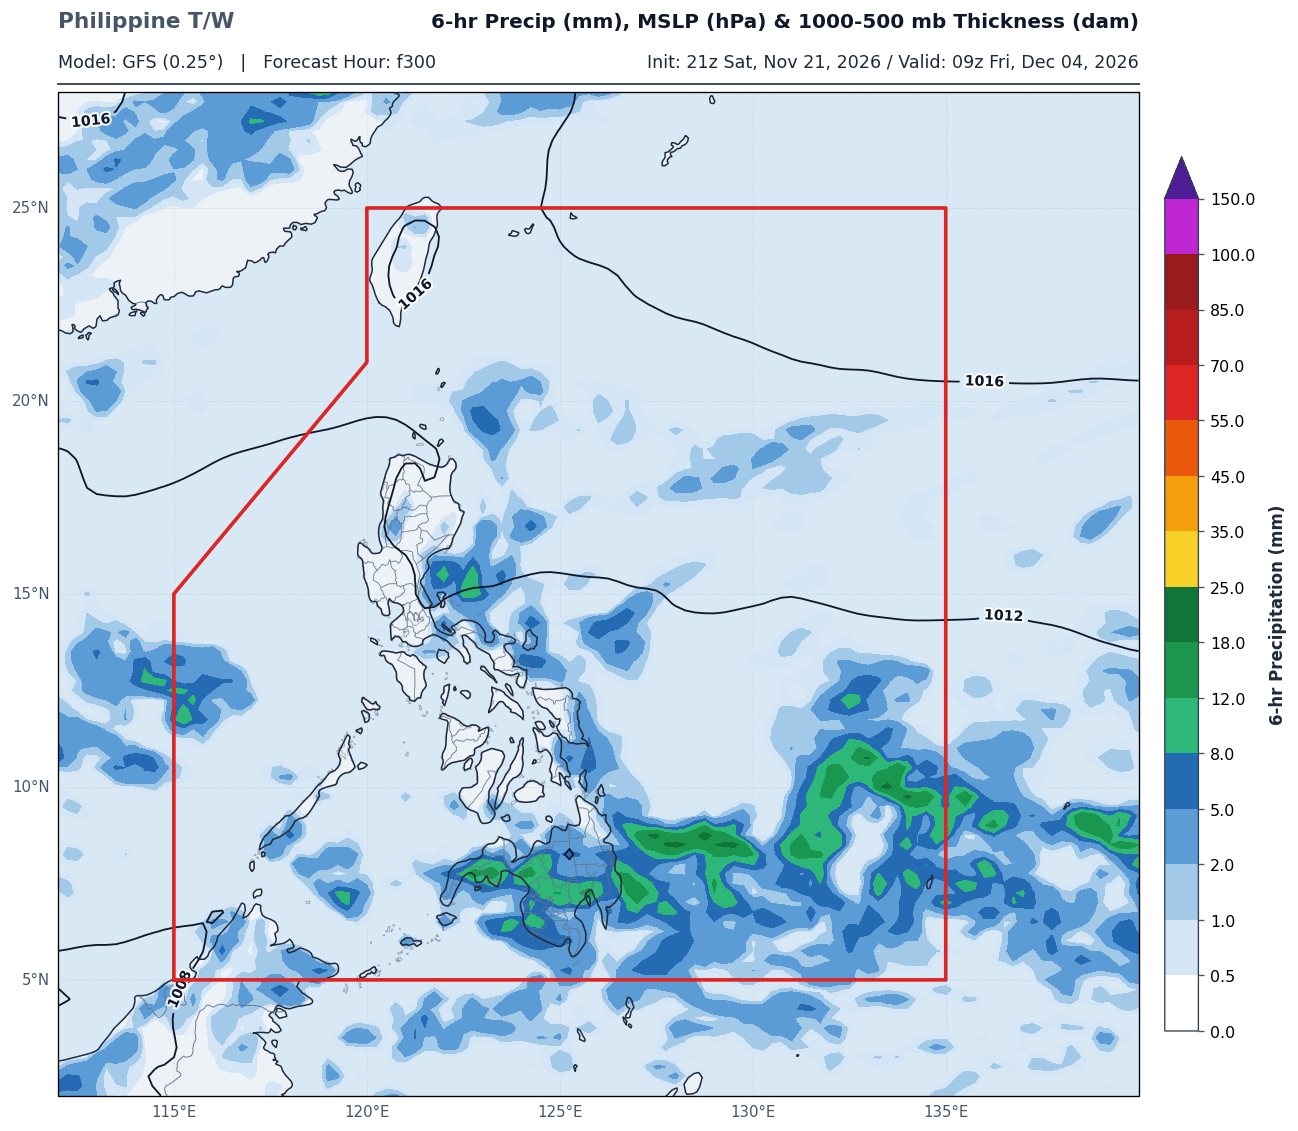 Philippine T/W
6-hr Precip (mm), MSLP (hPa) & 1000-500 mb Thickness (dam)
Model: GFS (0.25°) | Forecast Hour: f300
Init: 21z Sat, Nov 21, 2026 / Valid: 09z Fri, Dec 04, 2026
1016
1016
1016
1012
1008
25°N
20°N
15°N
10°N
5°N
115°E
120°E
125°E
130°E
135°E
150.0
100.0
85.0
70.0
55.0
45.0
35.0
25.0
18.0
12.0
8.0
5.0
2.0
1.0
0.5
0.0
6-hr Precipitation (mm)